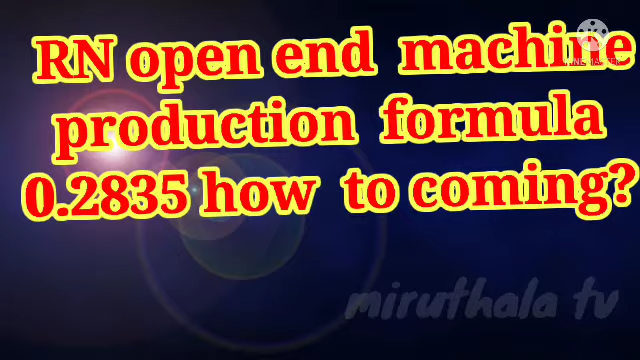 RN open end machine
production formula
0.2835 how to coming?
miruthala tv